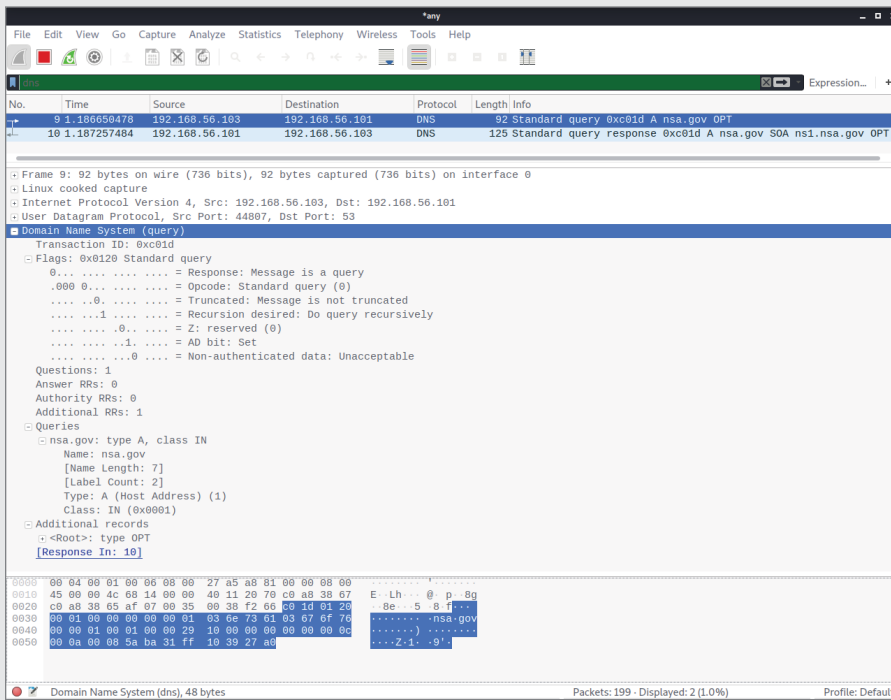 *any
File Edit View Go Capture Analyze Statistics Telephony Wireless Tools Help
dns Expression... +
No. Time Source Destination Protocol Length Info
9 1.186650478 192.168.56.103 192.168.56.101 DNS 92 Standard query 0xc01d A nsa.gov OPT
10 1.187257484 192.168.56.101 192.168.56.103 DNS 125 Standard query response 0xc01d A nsa.gov SOA ns1.nsa.gov OPT
Frame 9: 92 bytes on wire (736 bits), 92 bytes captured (736 bits) on interface 0
Linux cooked capture
Internet Protocol Version 4, Src: 192.168.56.103, Dst: 192.168.56.101
User Datagram Protocol, Src Port: 44807, Dst Port: 53
Domain Name System (query)
Transaction ID: 0xc01d
Flags: 0x0120 Standard query
0... .... .... .... = Response: Message is a query
.000 0... .... .... = Opcode: Standard query (0)
.... ..0. .... .... = Truncated: Message is not truncated
.... ...1 .... .... = Recursion desired: Do query recursively
.... .... .0.. .... = Z: reserved (0)
.... .... ..1. .... = AD bit: Set
.... .... ...0 .... = Non-authenticated data: Unacceptable
Questions: 1
Answer RRs: 0
Authority RRs: 0
Additional RRs: 1
Queries
nsa.gov: type A, class IN
Name: nsa.gov
[Name Length: 7]
[Label Count: 2]
Type: A (Host Address) (1)
Class: IN (0x0001)
Additional records
<Root>: type OPT
[Response In: 10]
0000 00 04 00 01 00 06 08 00 27 a5 a8 81 00 00 08 00 ········ '·······
0010 45 00 00 4c 68 14 00 00 40 11 20 70 c0 a8 38 67 E··Lh··· @· p··8g
0020 c0 a8 38 65 af 07 00 35 00 38 f2 66 c0 1d 01 20 ··8e···5 ·8·f···
0030 00 01 00 00 00 00 00 01 03 6e 73 61 03 67 6f 76 ········ ·nsa·gov
0040 00 00 01 00 01 00 00 29 10 00 00 00 00 00 00 0c ·······) ········
0050 00 0a 00 08 5a ba 31 ff 10 39 27 a0 ····Z·1· ·9'·
Domain Name System (dns), 48 bytes Packets: 199 · Displayed: 2 (1.0%) Profile: Default